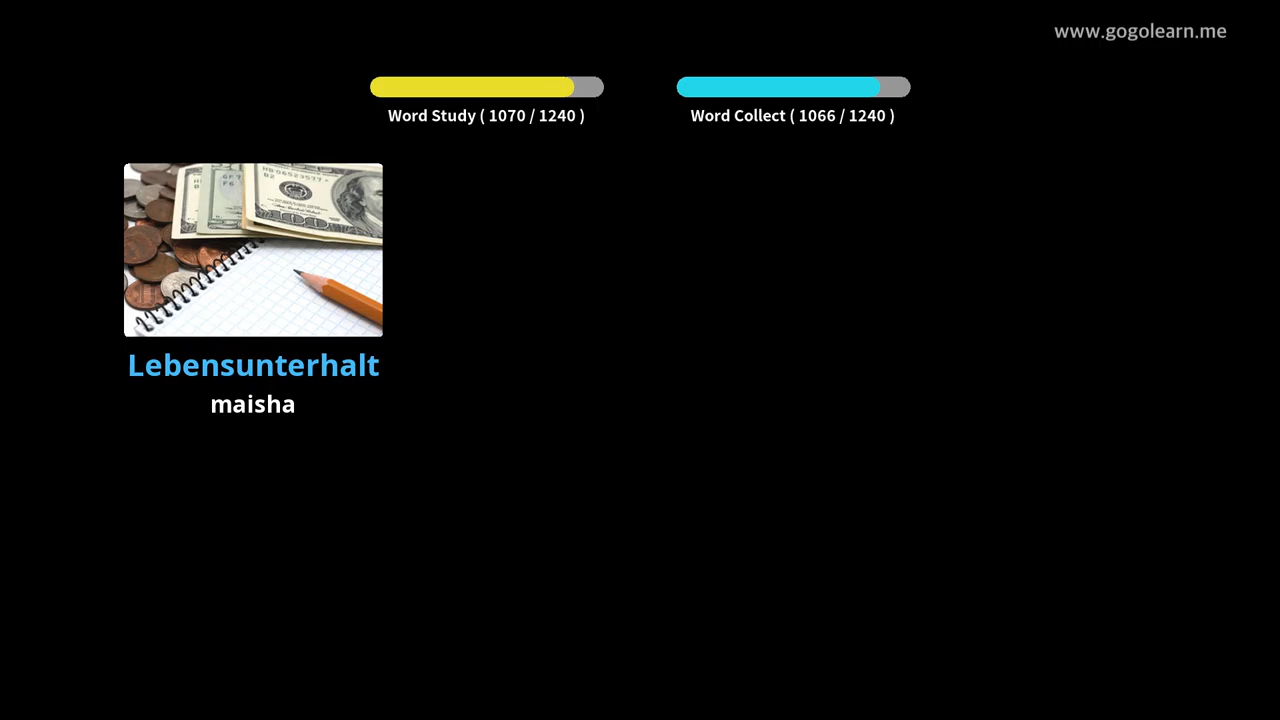 www.gogolearn.me
Word Study ( 1070 / 1240 )
Word Collect ( 1066 / 1240 )
Lebensunterhalt
maisha